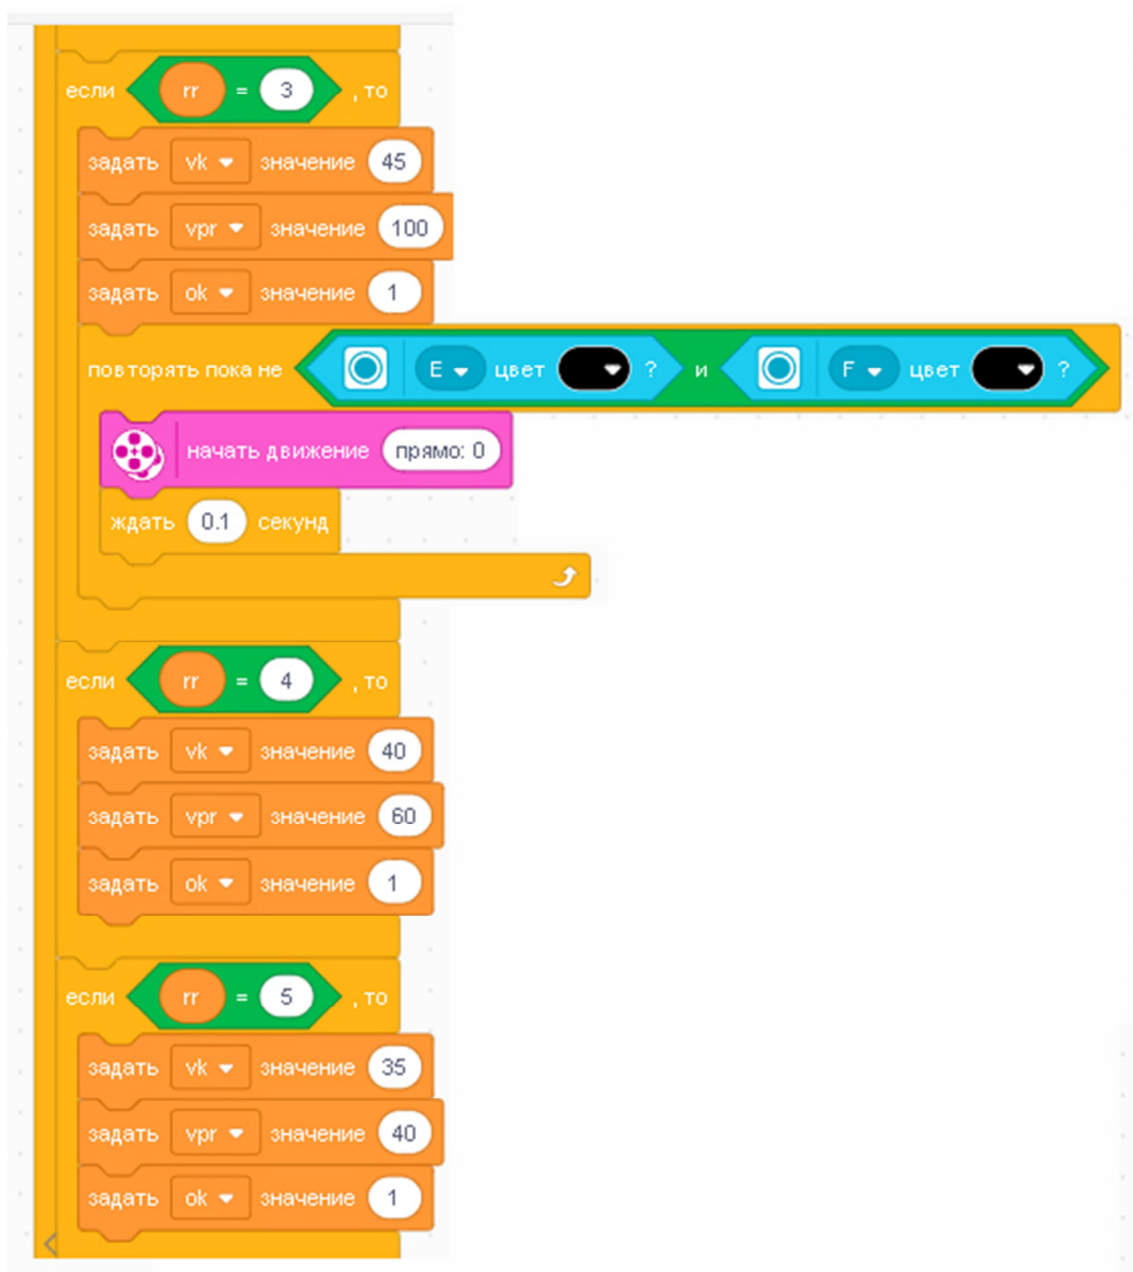 если rr = 3 , то
задать vk значение 45
задать vpr значение 100
задать ok значение 1
повторять пока не E цвет ? и F цвет ?
начать движение прямо: 0
ждать 0.1 секунд
если rr = 4 , то
задать vk значение 40
задать vpr значение 60
задать ok значение 1
если rr = 5 , то
задать vk значение 35
задать vpr значение 40
задать ok значение 1